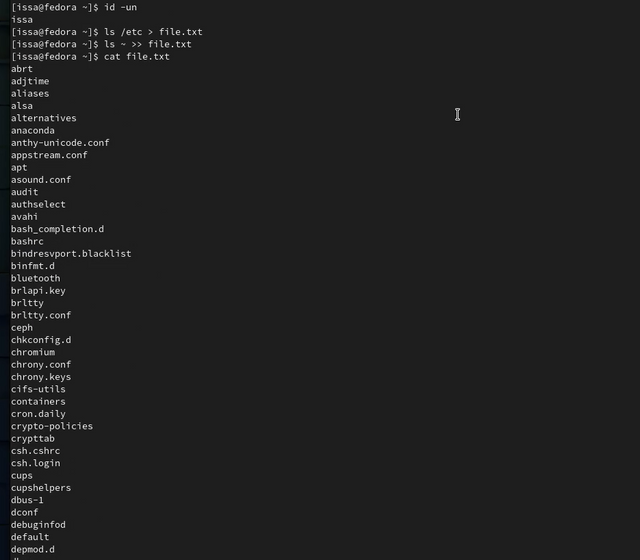 [issa@fedora ~]$ id -un
issa
[issa@fedora ~]$ ls /etc > file.txt
[issa@fedora ~]$ ls ~ >> file.txt
[issa@fedora ~]$ cat file.txt
abrt
adjtime
aliases
alsa
alternatives
anaconda
anthy-unicode.conf
appstream.conf
apt
asound.conf
audit
authselect
avahi
bash_completion.d
bashrc
bindresvport.blacklist
binfmt.d
bluetooth
brlapi.key
brltty
brltty.conf
ceph
chkconfig.d
chromium
chrony.conf
chrony.keys
cifs-utils
containers
cron.daily
crypto-policies
crypttab
csh.cshrc
csh.login
cups
cupshelpers
dbus-1
dconf
debuginfod
default
depmod.d